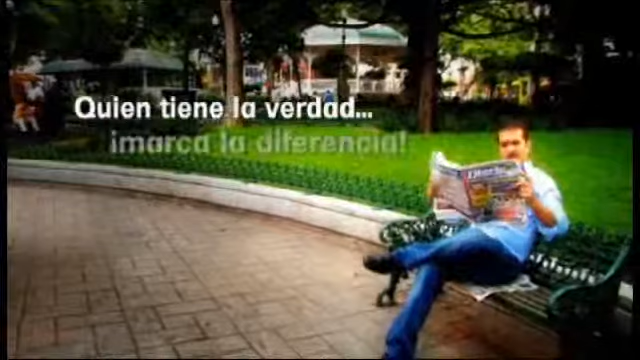 Quien tiene la verdad...
¡marca la diferencia!